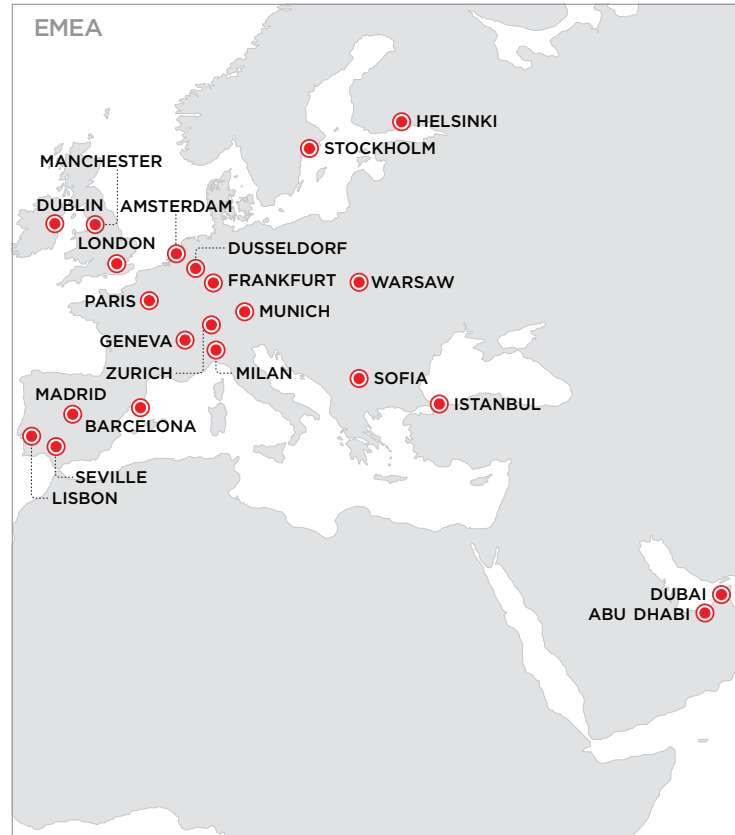 EMEA
HELSINKI
STOCKHOLM
MANCHESTER
DUBLIN
AMSTERDAM
LONDON
DUSSELDORF
FRANKFURT
WARSAW
PARIS
MUNICH
GENEVA
ZURICH
MILAN
SOFIA
MADRID
ISTANBUL
BARCELONA
SEVILLE
LISBON
DUBAI
ABU DHABI